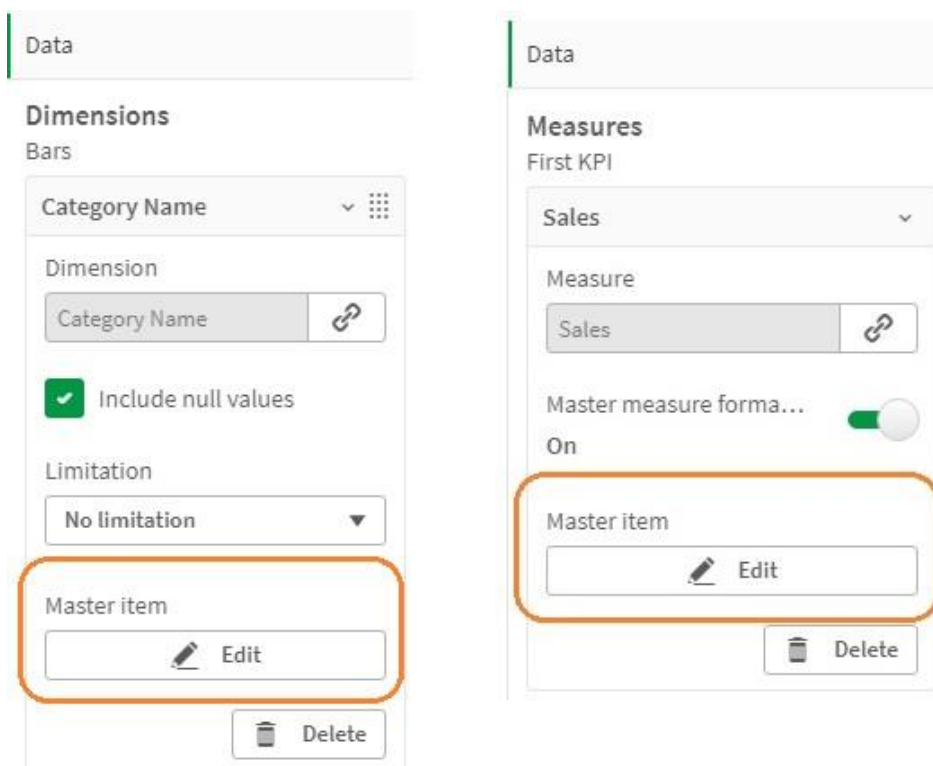 Data
Dimensions
Bars
Category Name
Dimension
Category Name
Include null values
Limitation
No limitation
Master item
Edit
Delete
Data
Measures
First KPI
Sales
Measure
Sales
Master measure forma...
On
Master item
Edit
Delete